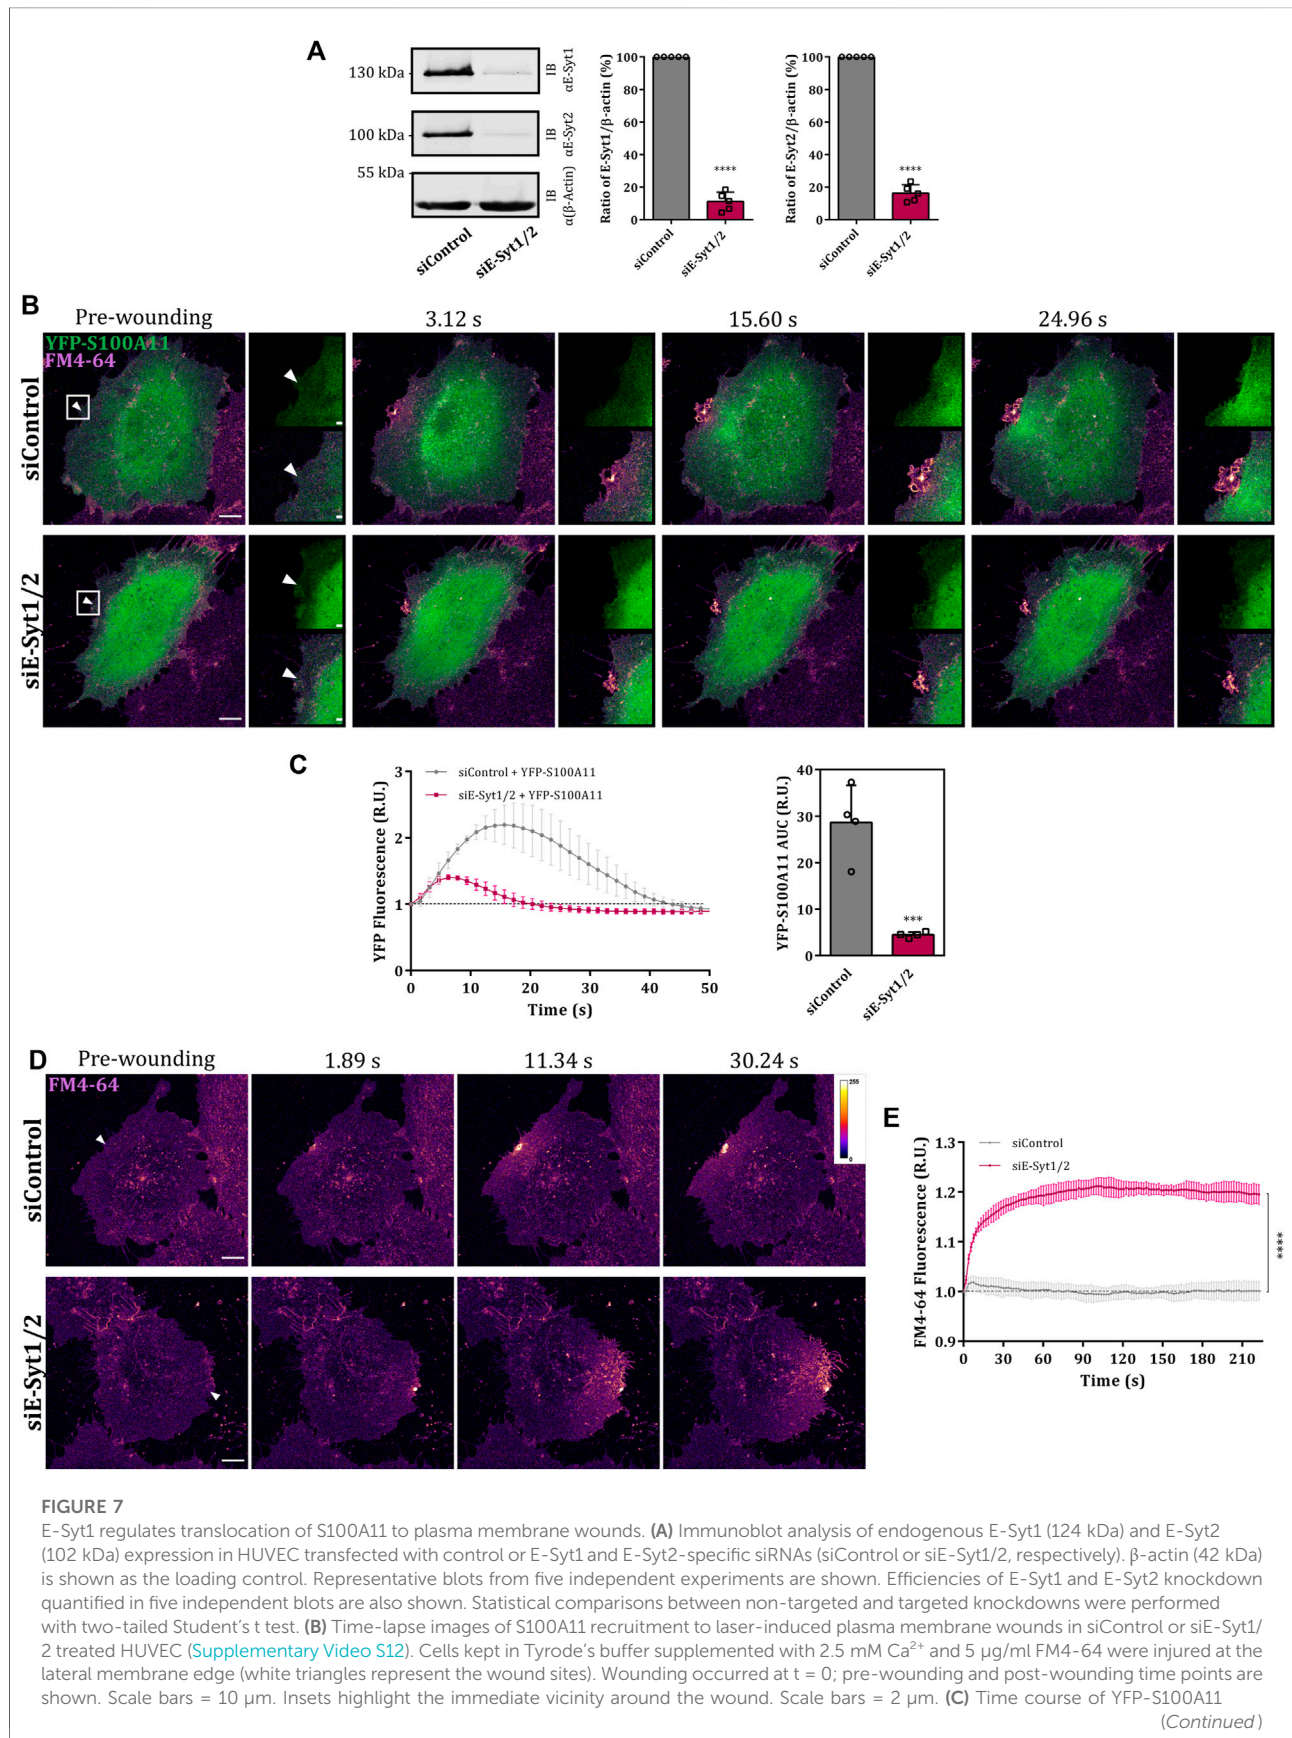 A
130 kDa
IB
αE-Syt1
100 kDa
IB
αE-Syt2
55 kDa
IB
α(β-Actin)
siControl
siE-Syt1/2
Ratio of E-Syt1/β-actin (%)
100
80
60
40
20
0
****
siControl
siE-Syt1/2
Ratio of E-Syt2/β-actin (%)
100
80
60
40
20
0
****
siControl
siE-Syt1/2
B
Pre-wounding
3.12 s
15.60 s
24.96 s
YFP-S100A11
FM4-64
siControl
siE-Syt1/2
C
YFP Fluorescence (R.U.)
3
2
1
0
siControl + YFP-S100A11
siE-Syt1/2 + YFP-S100A11
0 10 20 30 40 50
Time (s)
YFP-S100A11 AUC (R.U.)
40
30
20
10
0
***
siControl
siE-Syt1/2
D
Pre-wounding
1.89 s
11.34 s
30.24 s
FM4-64
255
0
siControl
siE-Syt1/2
E
FM4-64 Fluorescence (R.U.)
1.3
1.2
1.1
1.0
0.9
siControl
siE-Syt1/2
****
0 30 60 90 120 150 180 210
Time (s)
FIGURE 7
E-Syt1 regulates translocation of S100A11 to plasma membrane wounds. (A) Immunoblot analysis of endogenous E-Syt1 (124 kDa) and E-Syt2
(102 kDa) expression in HUVEC transfected with control or E-Syt1 and E-Syt2-specific siRNAs (siControl or siE-Syt1/2, respectively). β-actin (42 kDa)
is shown as the loading control. Representative blots from five independent experiments are shown. Efficiencies of E-Syt1 and E-Syt2 knockdown
quantified in five independent blots are also shown. Statistical comparisons between non-targeted and targeted knockdowns were performed
with two-tailed Student's t test. (B) Time-lapse images of S100A11 recruitment to laser-induced plasma membrane wounds in siControl or siE-Syt1/
2 treated HUVEC (Supplementary Video S12). Cells kept in Tyrode's buffer supplemented with 2.5 mM Ca²⁺ and 5 μg/ml FM4-64 were injured at the
lateral membrane edge (white triangles represent the wound sites). Wounding occurred at t = 0; pre-wounding and post-wounding time points are
shown. Scale bars = 10 μm. Insets highlight the immediate vicinity around the wound. Scale bars = 2 μm. (C) Time course of YFP-S100A11
(Continued)